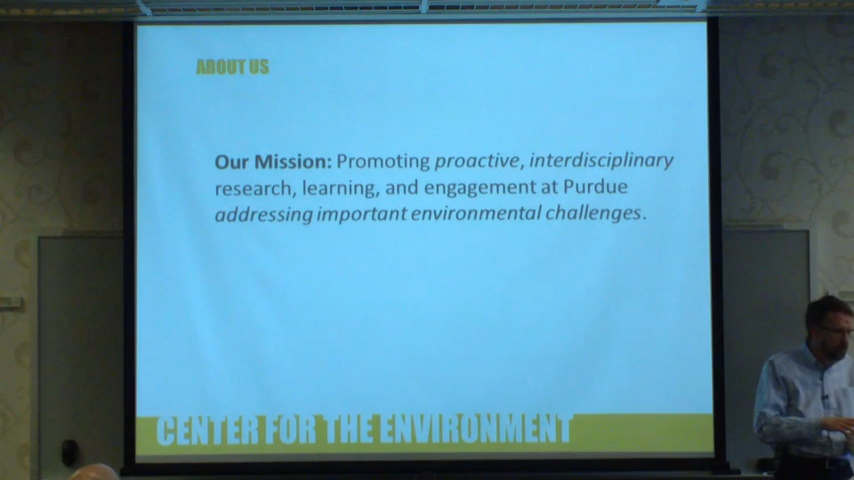 ABOUT US
Our Mission: Promoting proactive, interdisciplinary
research, learning, and engagement at Purdue
addressing important environmental challenges.
CENTER FOR THE ENVIRONMENT